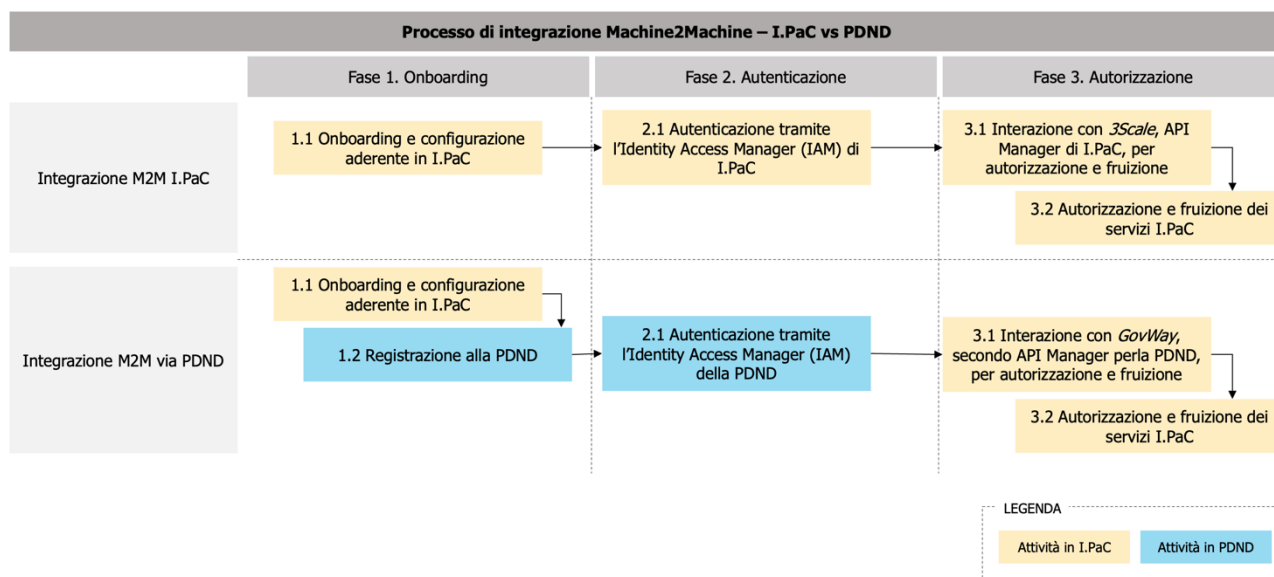 Processo di integrazione Machine2Machine – I.PaC vs PDND
Fase 1. Onboarding
Fase 2. Autenticazione
Fase 3. Autorizzazione
Integrazione M2M I.PaC
1.1 Onboarding e configurazione
aderente in I.PaC
2.1 Autenticazione tramite
l'Identity Access Manager (IAM) di
I.PaC
3.1 Interazione con 3Scale, API
Manager di I.PaC, per
autorizzazione e fruizione
3.2 Autorizzazione e fruizione dei
servizi I.PaC
Integrazione M2M via PDND
1.1 Onboarding e configurazione
aderente in I.PaC
1.2 Registrazione alla PDND
2.1 Autenticazione tramite
l'Identity Access Manager (IAM)
della PDND
3.1 Interazione con GovWay,
secondo API Manager perla PDND,
per autorizzazione e fruizione
3.2 Autorizzazione e fruizione dei
servizi I.PaC
LEGENDA
Attività in I.PaC
Attività in PDND